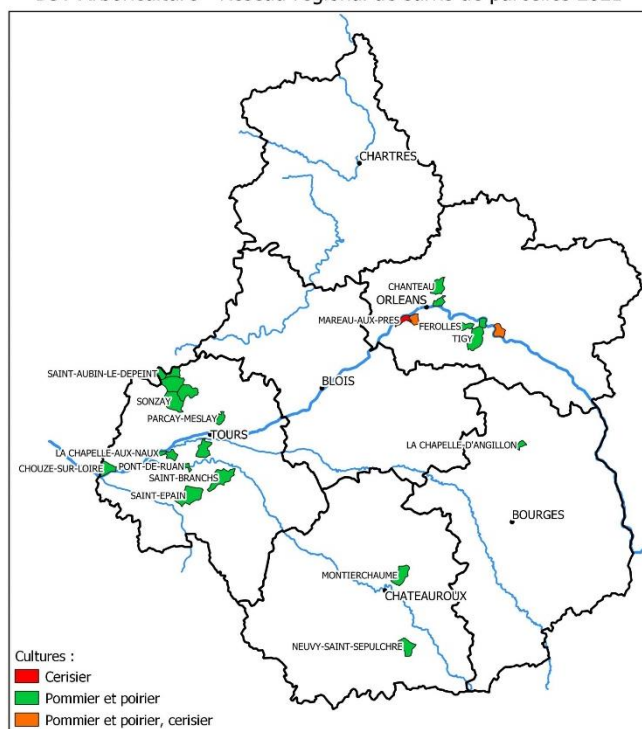 CHARTRES
CHANTEAU
ORLEANS
MAREAU-AUX-PRES
FEROLLES
TIGY
SAINT-AUBIN-LE-DEPEINT
SONZAY
BLOIS
PARCAY-MESLAY
TOURS
LA CHAPELLE-AUX-NAUX
LA CHAPELLE-D'ANGILLON
CHOUZE-SUR-LOIRE
PONT-DE-RUAN
SAINT-BRANCHS
SAINT-EPAIN
BOURGES
MONTIERCHAUME
CHATEAUROUX
NEUVY-SAINT-SEPULCHRE
Cultures :
Cerisier
Pommier et poirier
Pommier et poirier, cerisier